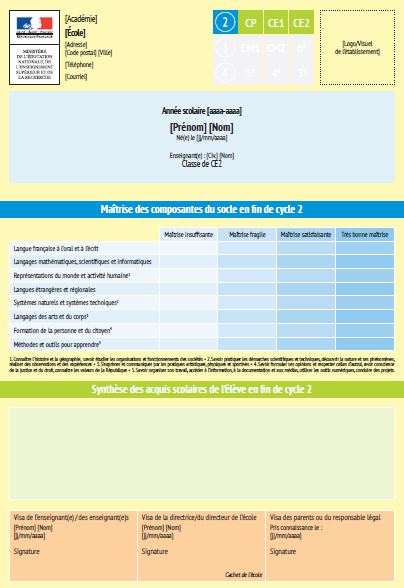 [Académie]
[École]
[Adresse]
[Code postal] [Ville]
[Téléphone]
[Courriel]
MINISTÈRE
DE L'ÉDUCATION
NATIONALE, DE
L'ENSEIGNEMENT
SUPÉRIEUR ET DE
LA RECHERCHE
2 CP CE1 CE2
3 CM1 CM2 6e
4 5e 4e 3e
[Logo/Visuel
de l'établissement]
Année scolaire [aaaa-aaaa]
[Prénom] [Nom]
Né(e) le [jj/mm/aaaa]
Enseignant(e) : [Civ] [Nom]
Classe de CE2
Maîtrise des composantes du socle en fin de cycle 2
Maîtrise insuffisante Maîtrise fragile Maîtrise satisfaisante Très bonne maîtrise
Langue française à l'oral et à l'écrit
Langages mathématiques, scientifiques et informatiques
Représentations du monde et activité humaine¹
Langues étrangères et régionales
Systèmes naturels et systèmes techniques²
Langages des arts et du corps³
Formation de la personne et du citoyen⁴
Méthodes et outils pour apprendre⁵
1. Connaître l'histoire et la géographie, savoir étudier les organisations et fonctionnements des sociétés • 2. Savoir pratiquer les démarches scientifiques et techniques, découvrir la nature et ses phénomènes,
réaliser des observations et des expériences • 3. S'exprimer et communiquer par les pratiques artistiques, physiques et sportives • 4. Savoir formuler ses opinions et respecter celles d'autrui, avoir conscience
de la justice et du droit, connaître les valeurs de la République • 5. Savoir organiser son travail, accéder à l'information, à la documentation et aux médias, utiliser les outils numériques, conduire des projets.
Synthèse des acquis scolaires de l'élève en fin de cycle 2
Visa de l'enseignant(e)/des enseignant(e)s
[Prénom] [Nom]
[jj/mm/aaaa]
Signature
Visa de la directrice/du directeur de l'école
[Prénom] [Nom]
[jj/mm/aaaa]
Signature
Cachet de l'école
Visa des parents ou du responsable légal
Pris connaissance le :
[jj/mm/aaaa]
Signature